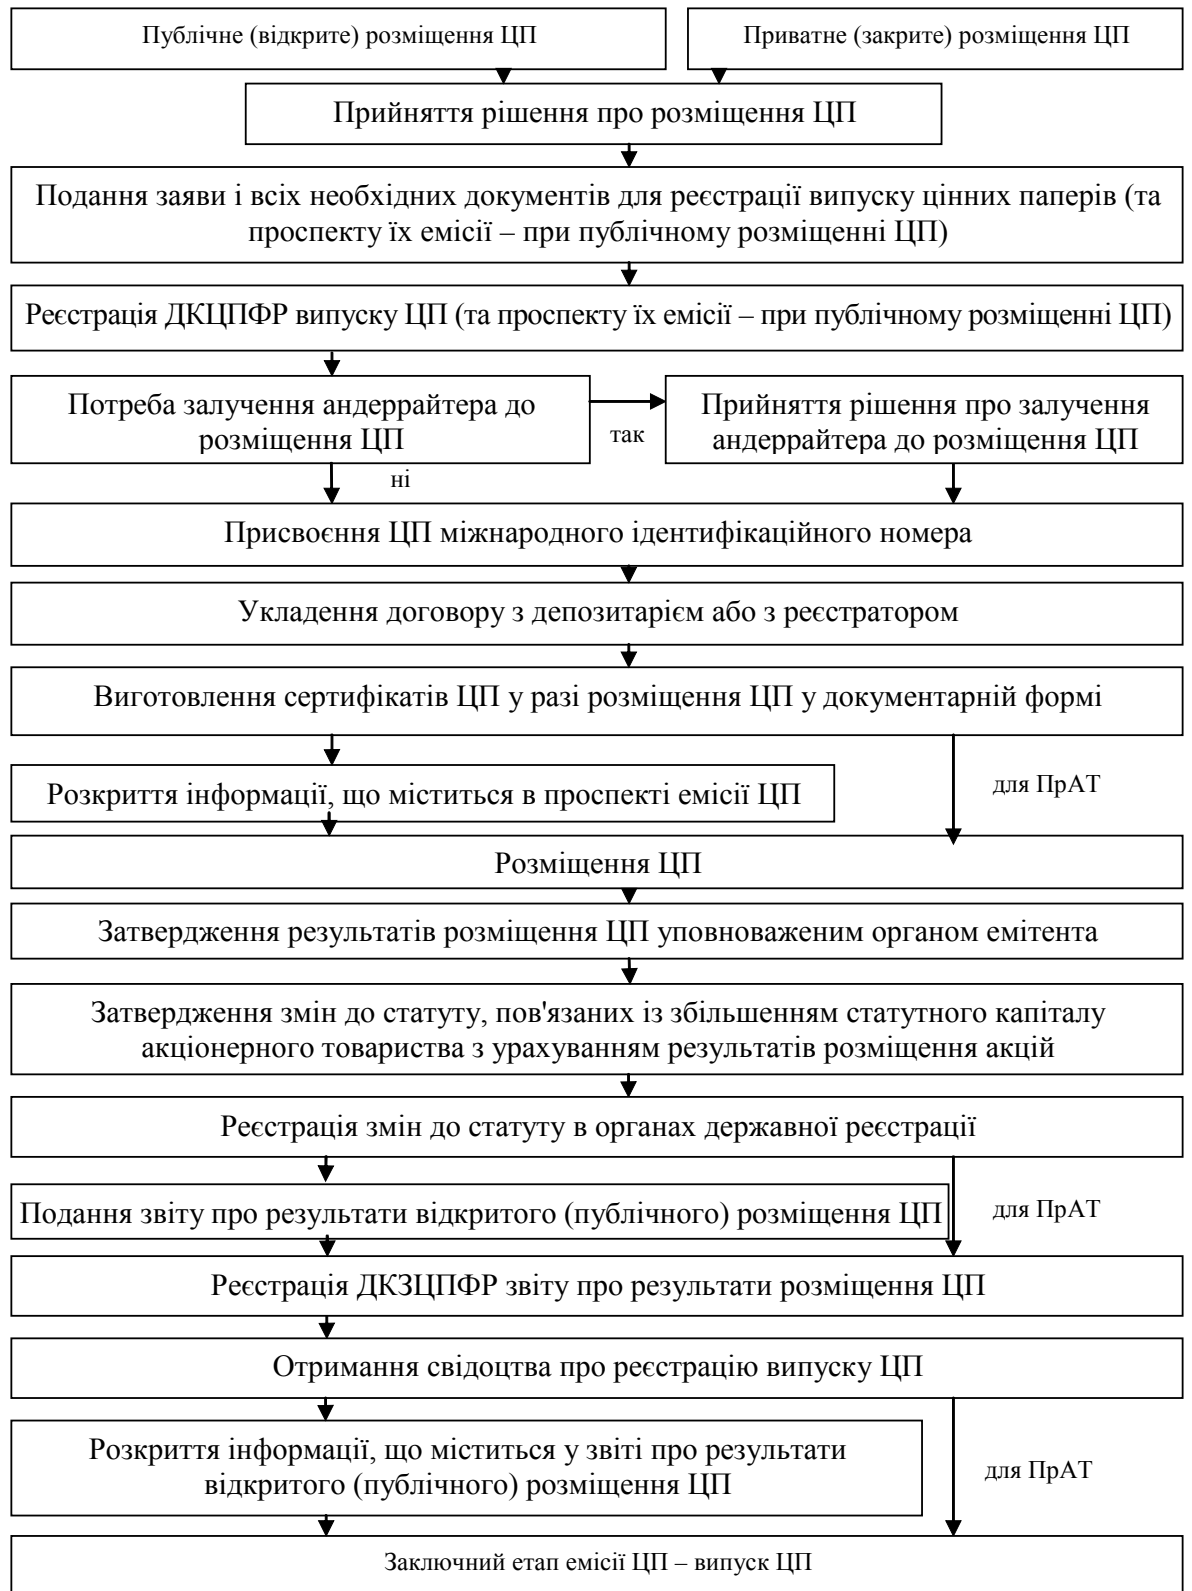 Публічне (відкрите) розміщення ЦП
Приватне (закрите) розміщення ЦП
Прийняття рішення про розміщення ЦП
Подання заяви і всіх необхідних документів для реєстрації випуску цінних паперів (та
проспекту їх емісії – при публічному розміщенні ЦП)
Реєстрація ДКЦПФР випуску ЦП (та проспекту їх емісії – при публічному розміщенні ЦП)
Потреба залучення андеррайтера до
розміщення ЦП
так
Прийняття рішення про залучення
андеррайтера до розміщення ЦП
ні
Присвоєння ЦП міжнародного ідентифікаційного номера
Укладення договору з депозитарієм або з реєстратором
Виготовлення сертифікатів ЦП у разі розміщення ЦП у документарній формі
Розкриття інформації, що міститься в проспекті емісії ЦП
для ПрАТ
Розміщення ЦП
Затвердження результатів розміщення ЦП уповноваженим органом емітента
Затвердження змін до статуту, пов'язаних із збільшенням статутного капіталу
акціонерного товариства з урахуванням результатів розміщення акцій
Реєстрація змін до статуту в органах державної реєстрації
Подання звіту про результати відкритого (публічного) розміщення ЦП
для ПрАТ
Реєстрація ДКЗЦПФР звіту про результати розміщення ЦП
Отримання свідоцтва про реєстрацію випуску ЦП
Розкриття інформації, що міститься у звіті про результати
відкритого (публічного) розміщення ЦП
для ПрАТ
Заключний етап емісії ЦП – випуск ЦП